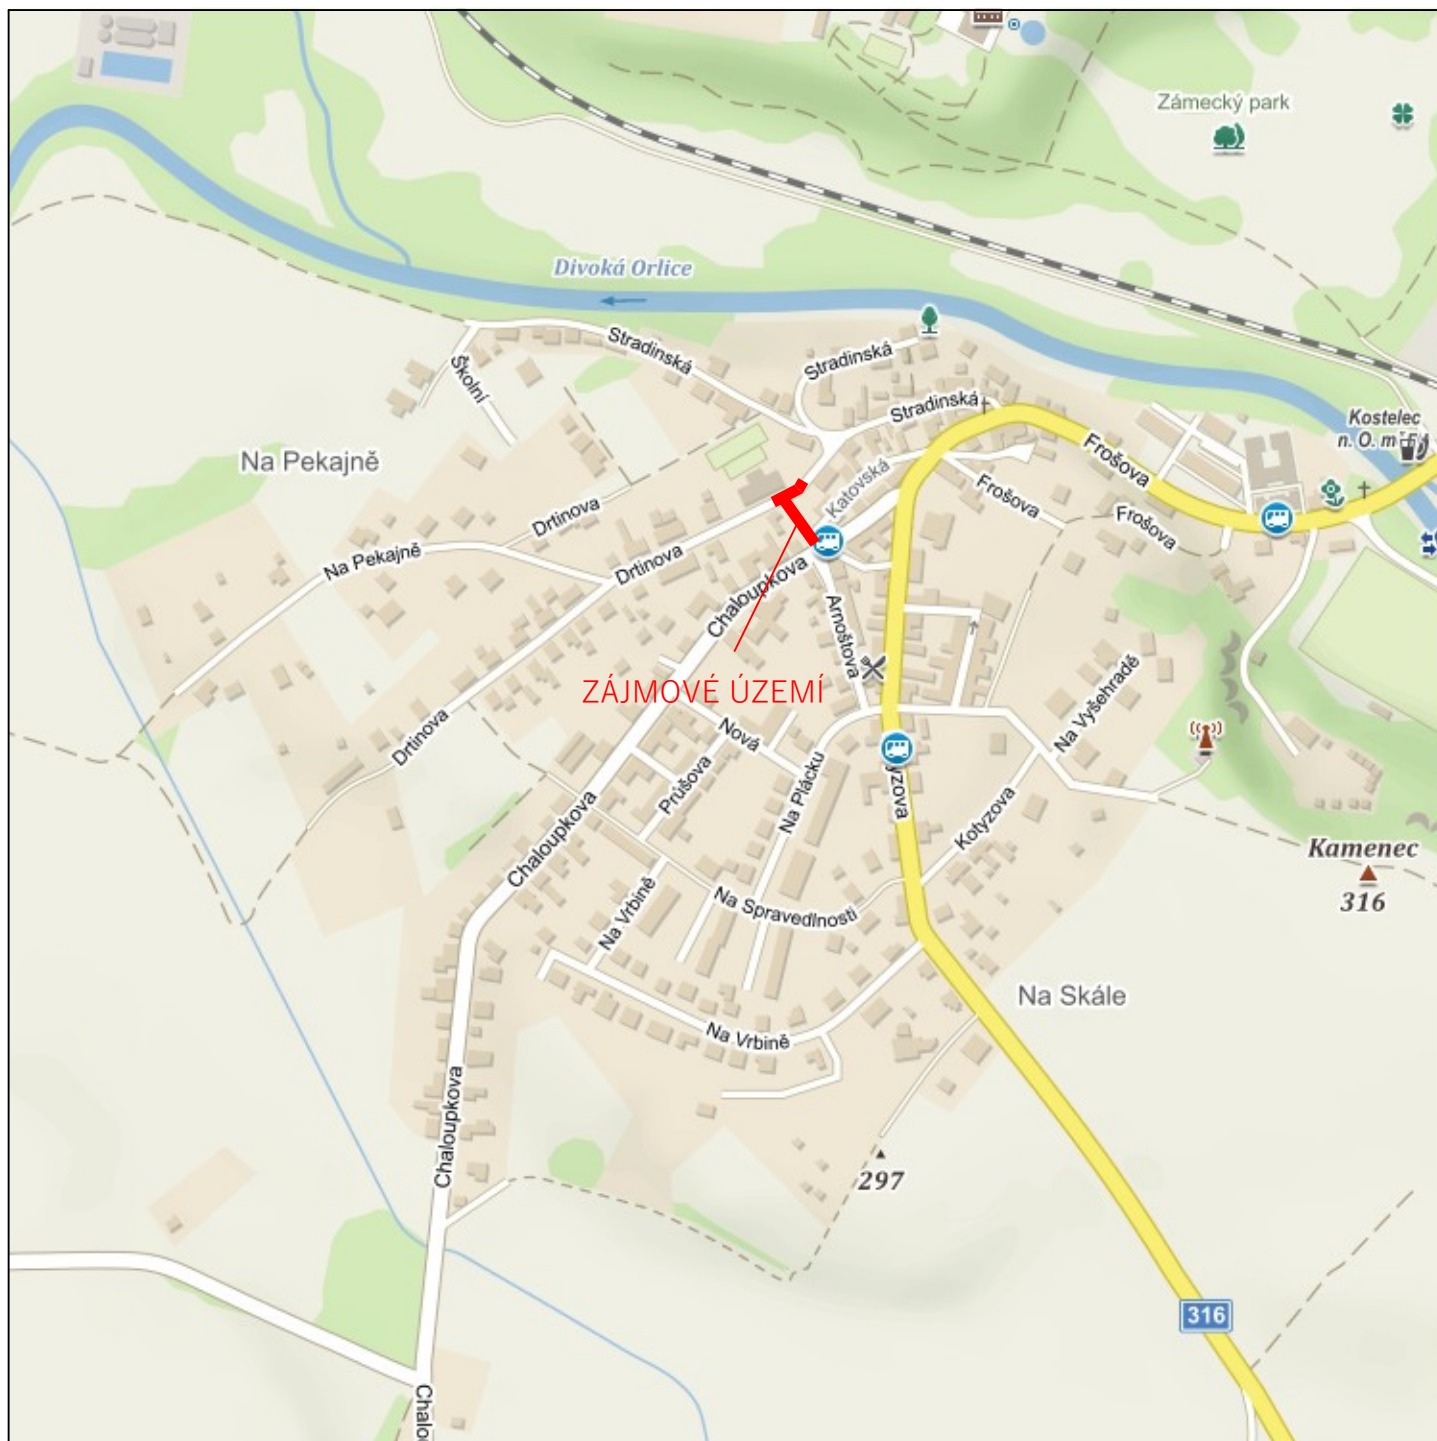 Zámecký park
Divoká Orlice
Stradinská
Stradinská
Školní
Stradinská
Kostelec
Na Pekajně
Frošova
Katovská
Frošova
Frošova
Drtinova
Na Pekajně
Drtinova
Chaloupkova
Arnoštova
ZÁJMOVÉ ÚZEMÍ
Na Vyšehradě
Drtinova
Nová
Průšova
Na Plácku
yzova
Kotyzova
Chaloupkova
Kamenec
316
Na Vrbině
Na Spravedlnosti
Na Skále
Na Vrbině
Chaloupkova
297
316
Chalo